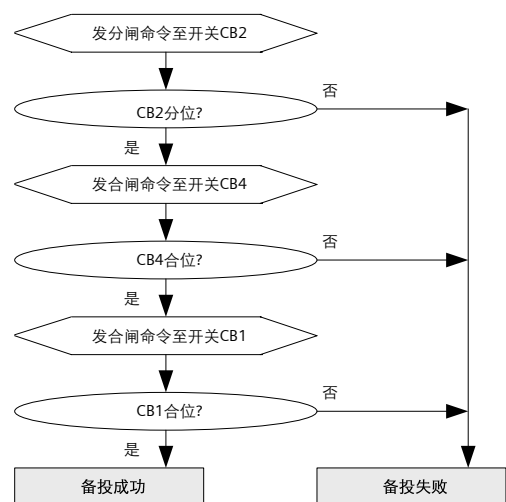 发分闸命令至开关CB2
否
CB2分位?
是
发合闸命令至开关CB4
否
CB4合位?
是
发合闸命令至开关CB1
否
CB1合位?
是
备投成功
备投失败